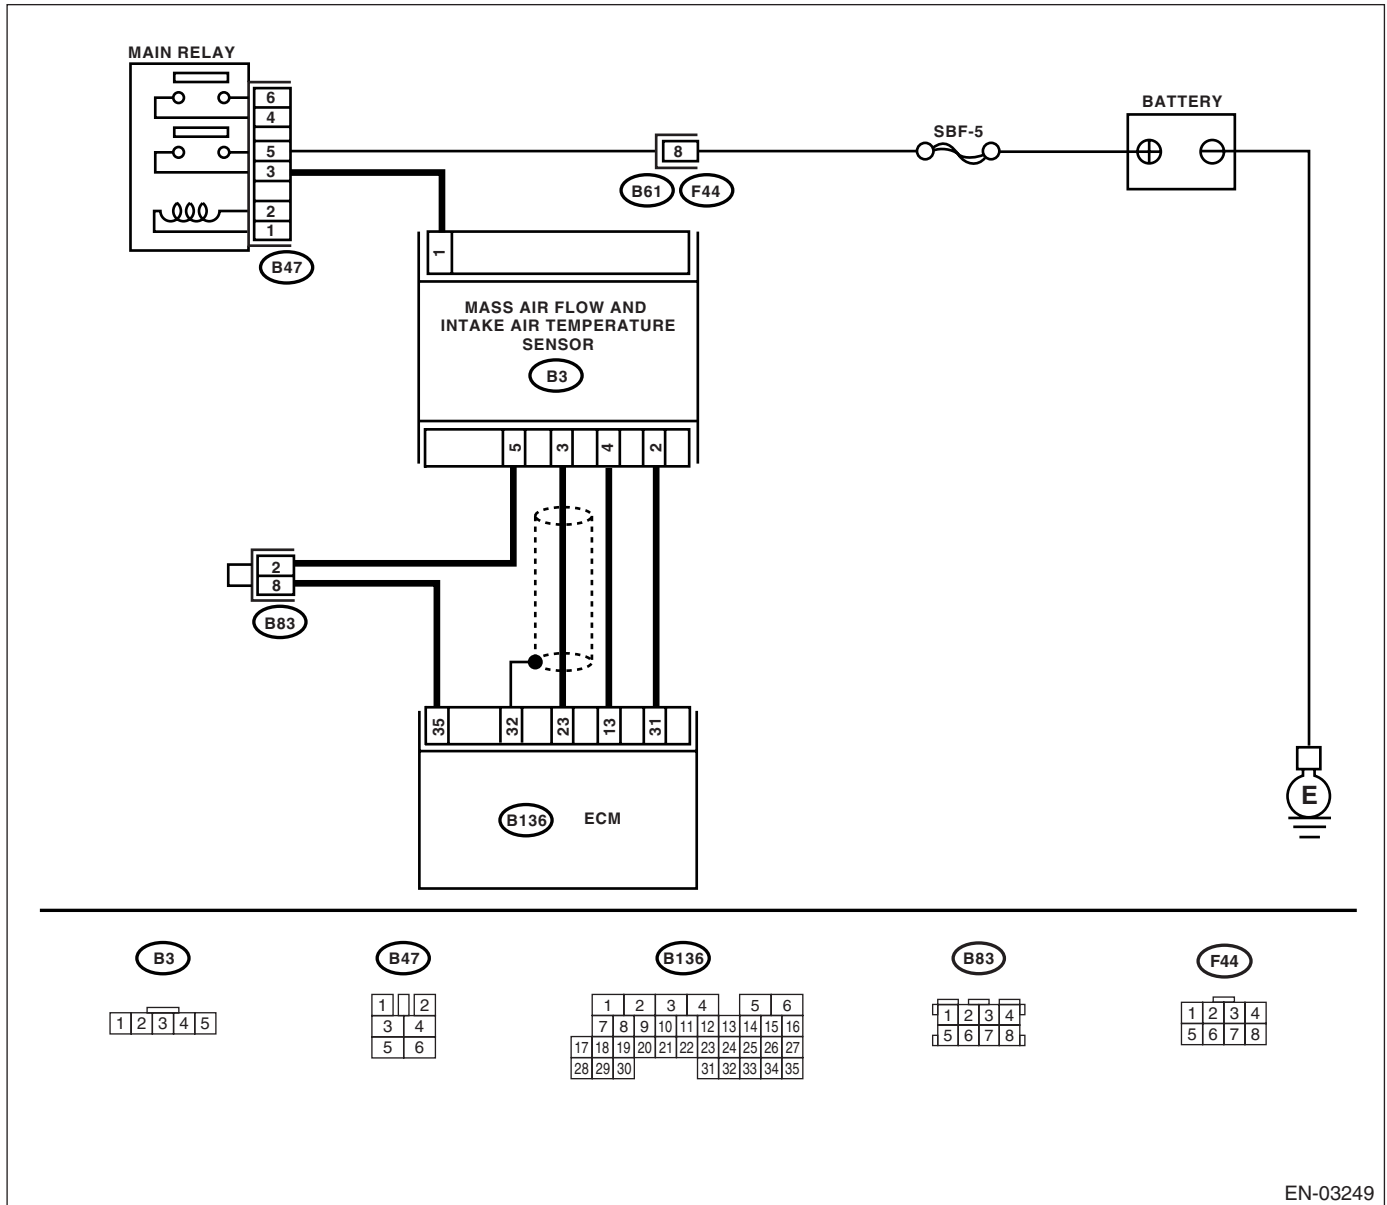 MAIN RELAY
6
4
5
3
2
1
B47
8
B61 F44
SBF-5
BATTERY
1
MASS AIR FLOW AND
INTAKE AIR TEMPERATURE
SENSOR
B3
5 3 4 2
2
8
B83
35 32 23 13 31
B136 ECM
E
B3
1 2 3 4 5
B47
1 2
3 4
5 6
B136
1 2 3 4 5 6
7 8 9 10 11 12 13 14 15 16
17 18 19 20 21 22 23 24 25 26 27
28 29 30 31 32 33 34 35
B83
1 2 3 4
5 6 7 8
F44
1 2 3 4
5 6 7 8
EN-03249